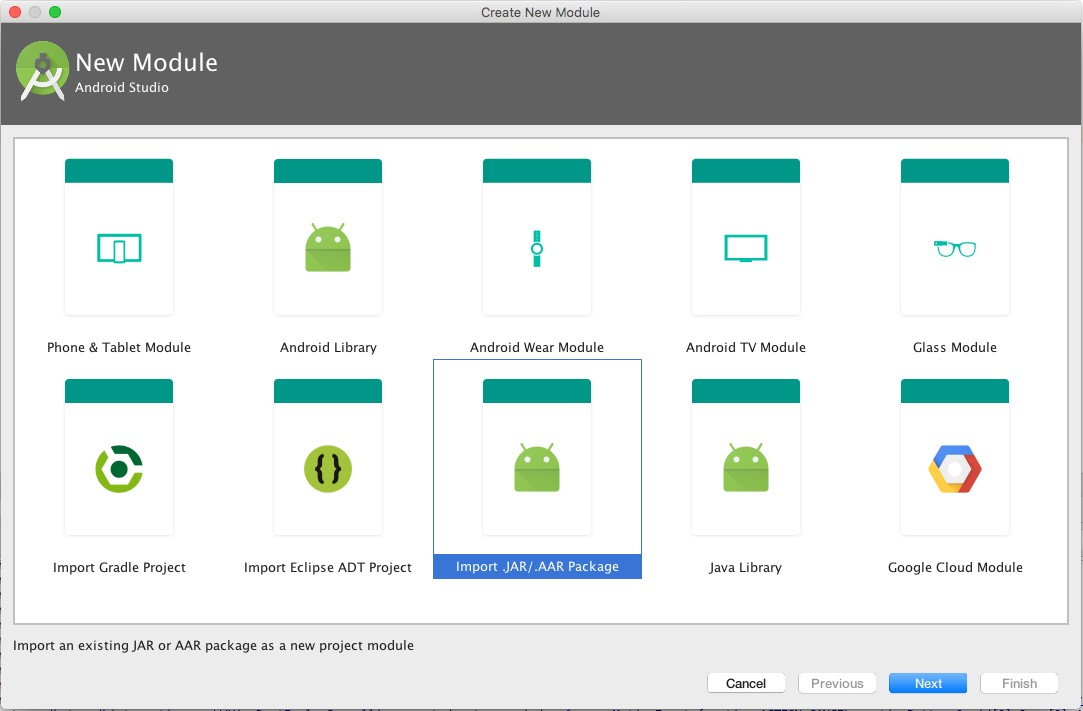 Create New Module
New Module
Android Studio
Phone & Tablet Module
Android Library
Android Wear Module
Android TV Module
Glass Module
Import Gradle Project
{}
Import Eclipse ADT Project
Import .JAR/.AAR Package
Java Library
Google Cloud Module
Import an existing JAR or AAR package as a new project module
Cancel
Previous
Next
Finish